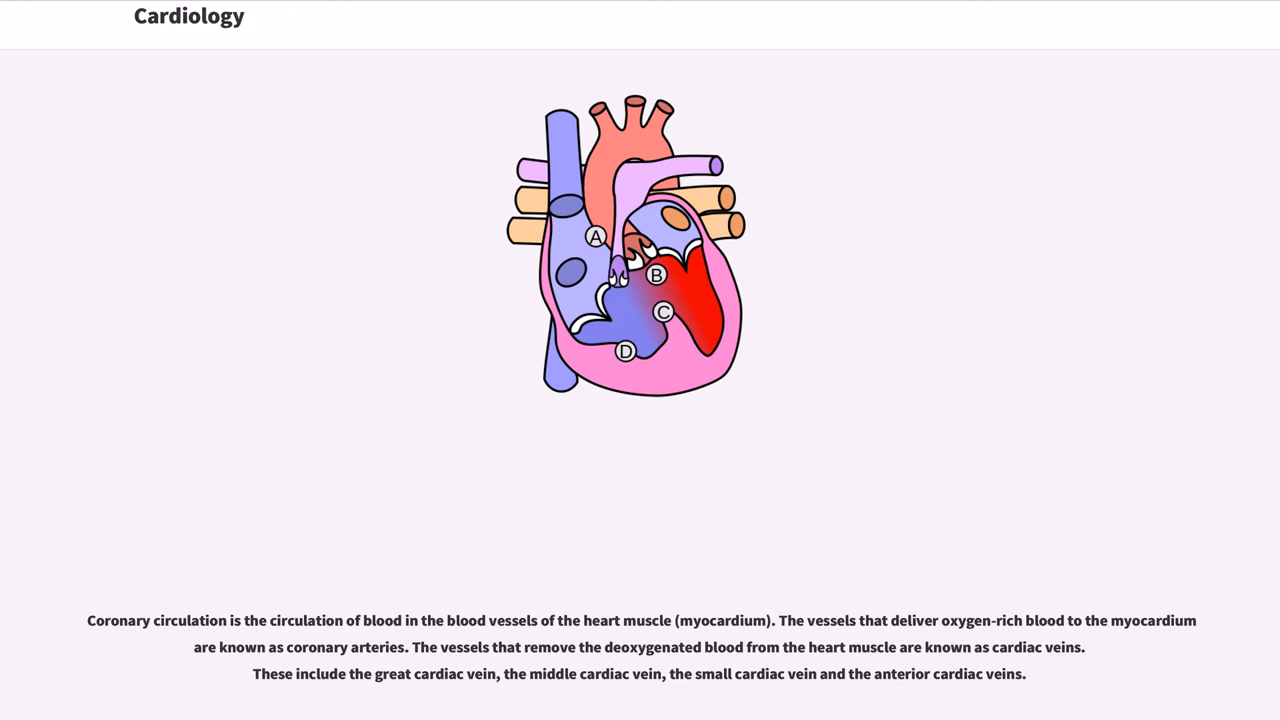 Cardiology
A
B
C
D
Coronary circulation is the circulation of blood in the blood vessels of the heart muscle (myocardium). The vessels that deliver oxygen-rich blood to the myocardium
are known as coronary arteries. The vessels that remove the deoxygenated blood from the heart muscle are known as cardiac veins.
These include the great cardiac vein, the middle cardiac vein, the small cardiac vein and the anterior cardiac veins.